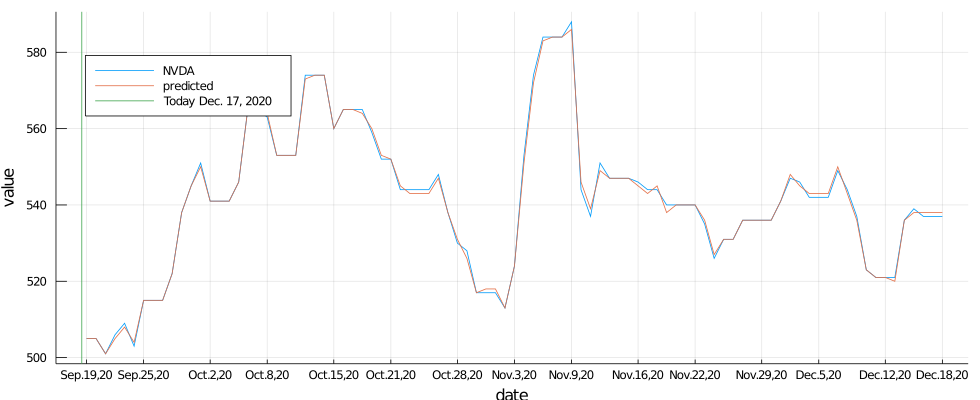 value
580
560
540
520
500
NVDA
predicted
Today Dec. 17, 2020
Sep.19,20 Sep.25,20 Oct.2,20 Oct.8,20 Oct.15,20 Oct.21,20 Oct.28,20 Nov.3,20 Nov.9,20 Nov.16,20 Nov.22,20 Nov.29,20 Dec.5,20 Dec.12,20 Dec.18,20
date